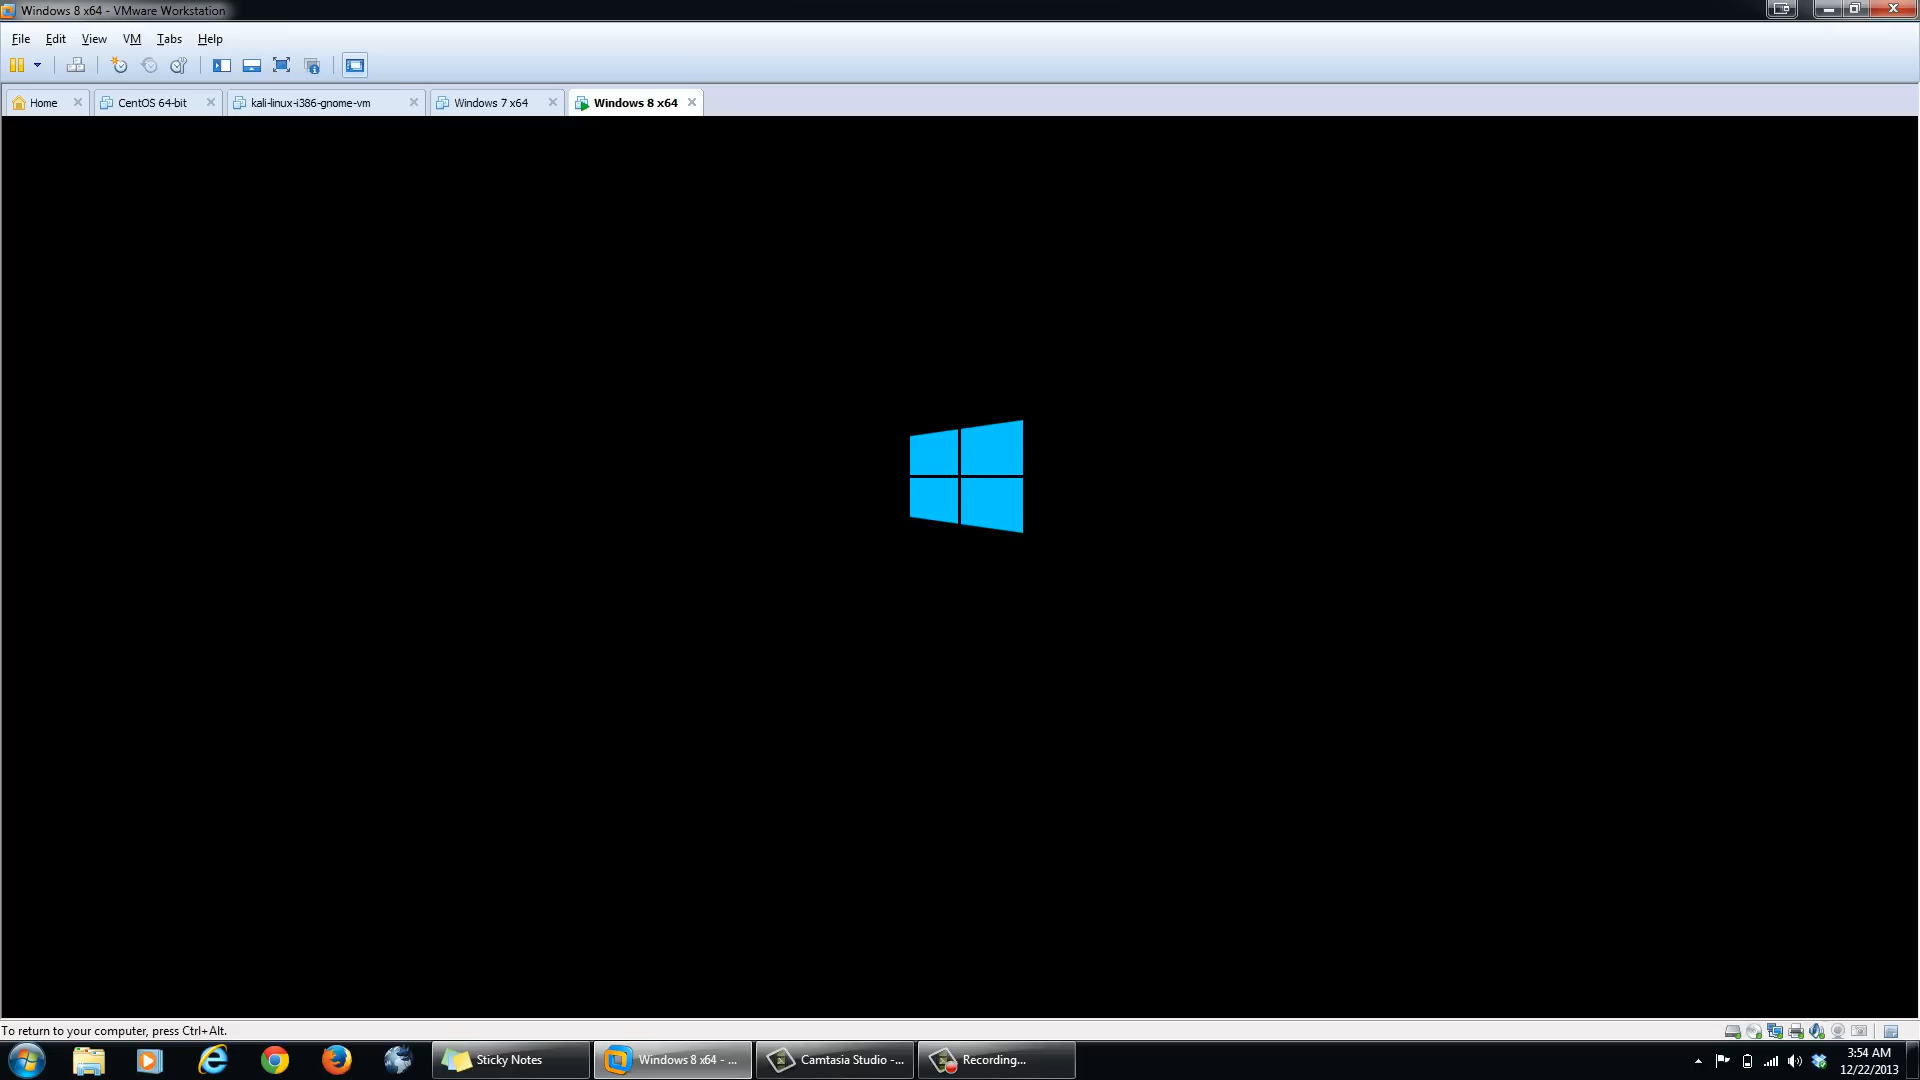 Windows 8 x64 - VMware Workstation
File Edit View VM Tabs Help
Home CentOS 64-bit kali-linux-i386-gnome-vm Windows 7 x64 Windows 8 x64
To return to your computer, press Ctrl+Alt.
Sticky Notes Windows 8 x64 - ... Camtasia Studio -... Recording... 3:54 AM
12/22/2013